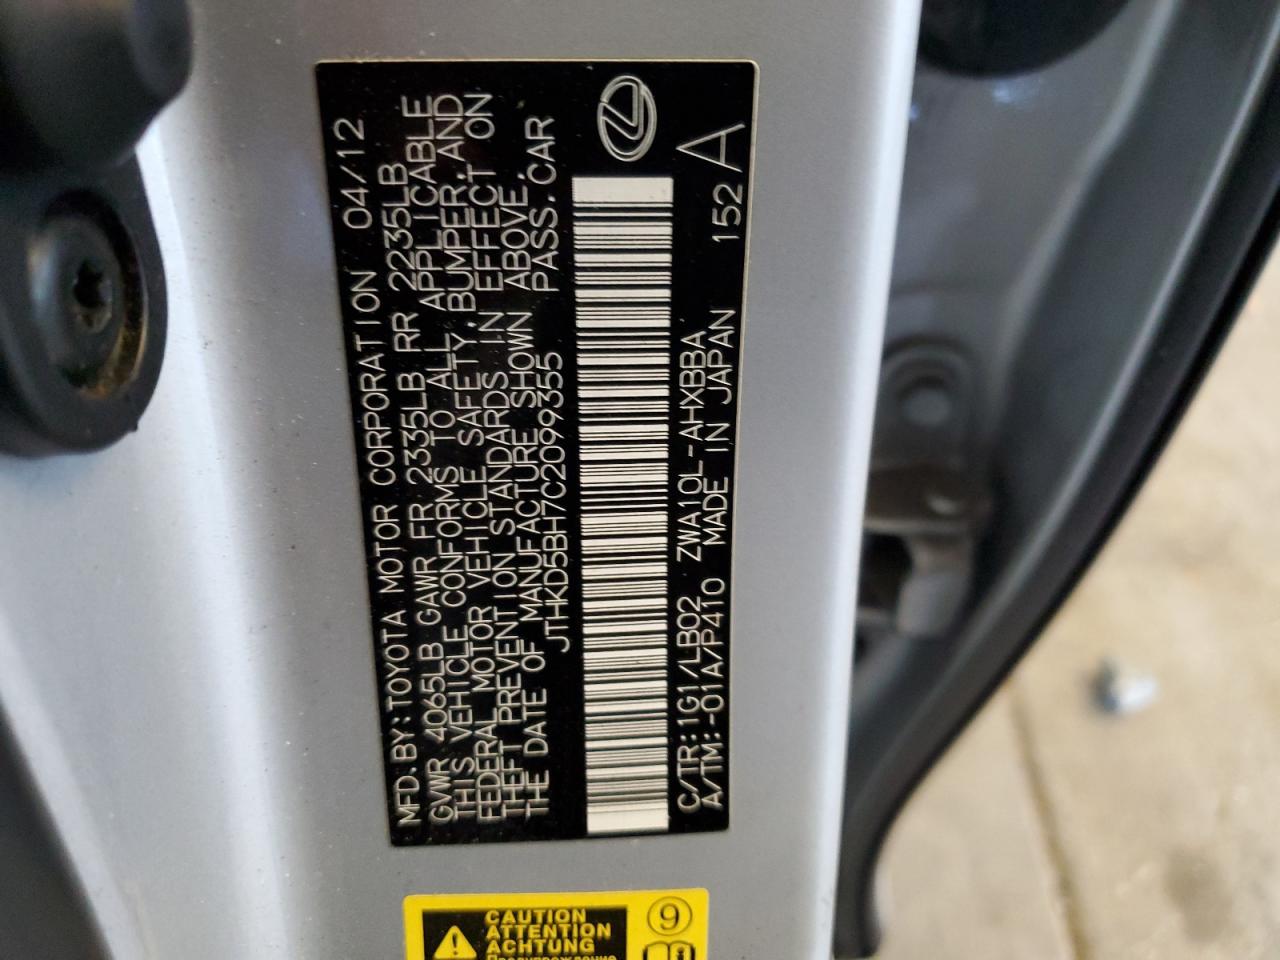 MFD.BY:TOYOTA MOTOR CORPORATION 04/12
GVWR 4065LB GAWR FR 2335LB RR 2235LB
THIS VEHICLE CONFORMS TO ALL APPLICABLE
FEDERAL MOTOR VEHICLE SAFETY,BUMPER,AND
THEFT PREVENTION STANDARDS IN EFFECT ON
THE DATE OF MANUFACTURE SHOWN ABOVE.
JTHKD5BH7C2099355 PASS.CAR
C/TR:1G1/LB02 ZWA10L-AHXBBA
A/TM:-01A/P410 MADE IN JAPAN 152 A
CAUTION
ATTENTION
ACHTUNG
Предупреждение
9